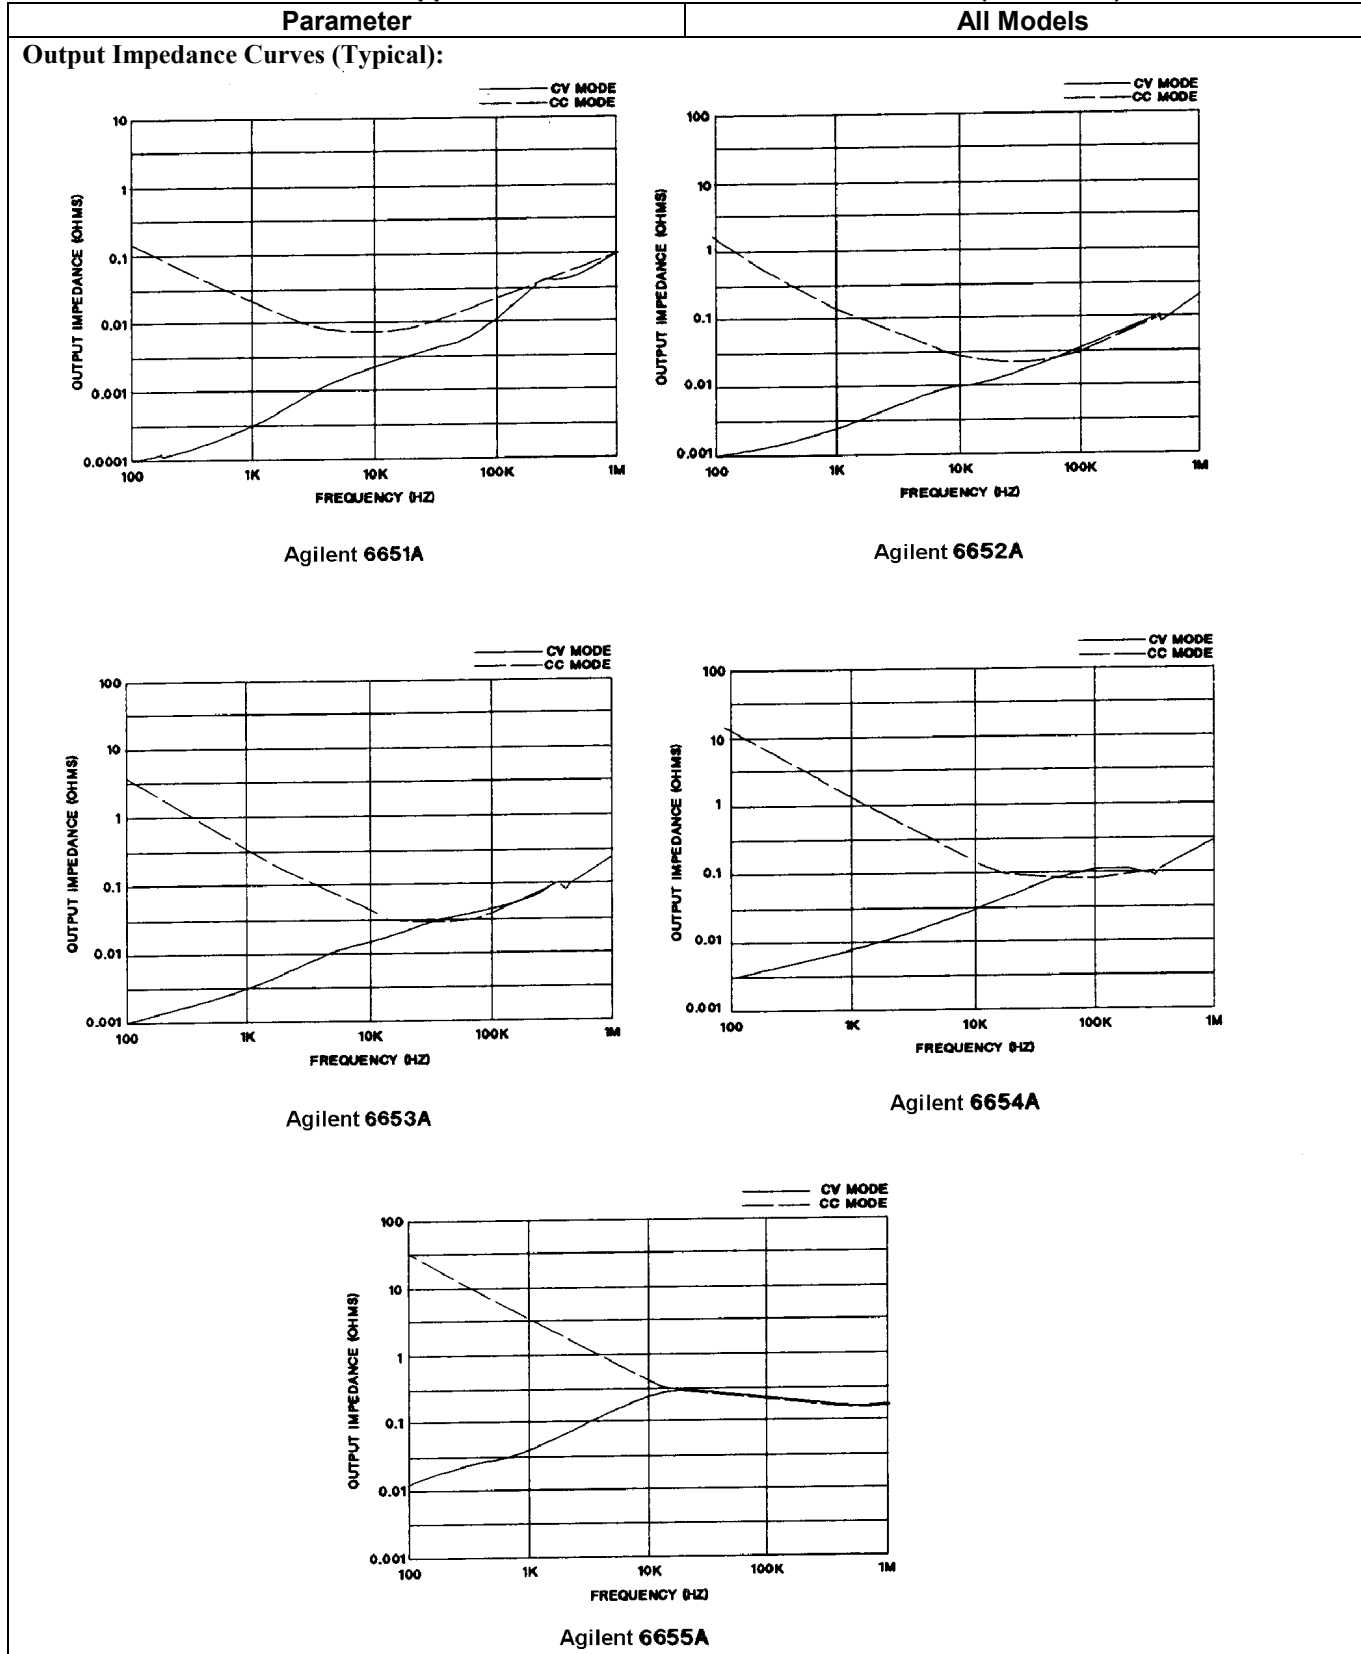 Parameter All Models
Output Impedance Curves (Typical):
CV MODE
CC MODE
10
1
0.1
0.01
0.001
0.0001
OUTPUT IMPEDANCE (OHMS)
100 1K 10K 100K 1M
FREQUENCY (HZ)
Agilent 6651A
CV MODE
CC MODE
100
10
1
0.1
0.01
0.001
OUTPUT IMPEDANCE (OHMS)
100 1K 10K 100K 1M
FREQUENCY (HZ)
Agilent 6652A
CV MODE
CC MODE
100
10
1
0.1
0.01
0.001
OUTPUT IMPEDANCE (OHMS)
100 1K 10K 100K 1M
FREQUENCY (HZ)
Agilent 6653A
CV MODE
CC MODE
100
10
1
0.1
0.01
0.001
OUTPUT IMPEDANCE (OHMS)
100 1K 10K 100K 1M
FREQUENCY (HZ)
Agilent 6654A
CV MODE
CC MODE
100
10
1
0.1
0.01
0.001
OUTPUT IMPEDANCE (OHMS)
100 1K 10K 100K 1M
FREQUENCY (HZ)
Agilent 6655A